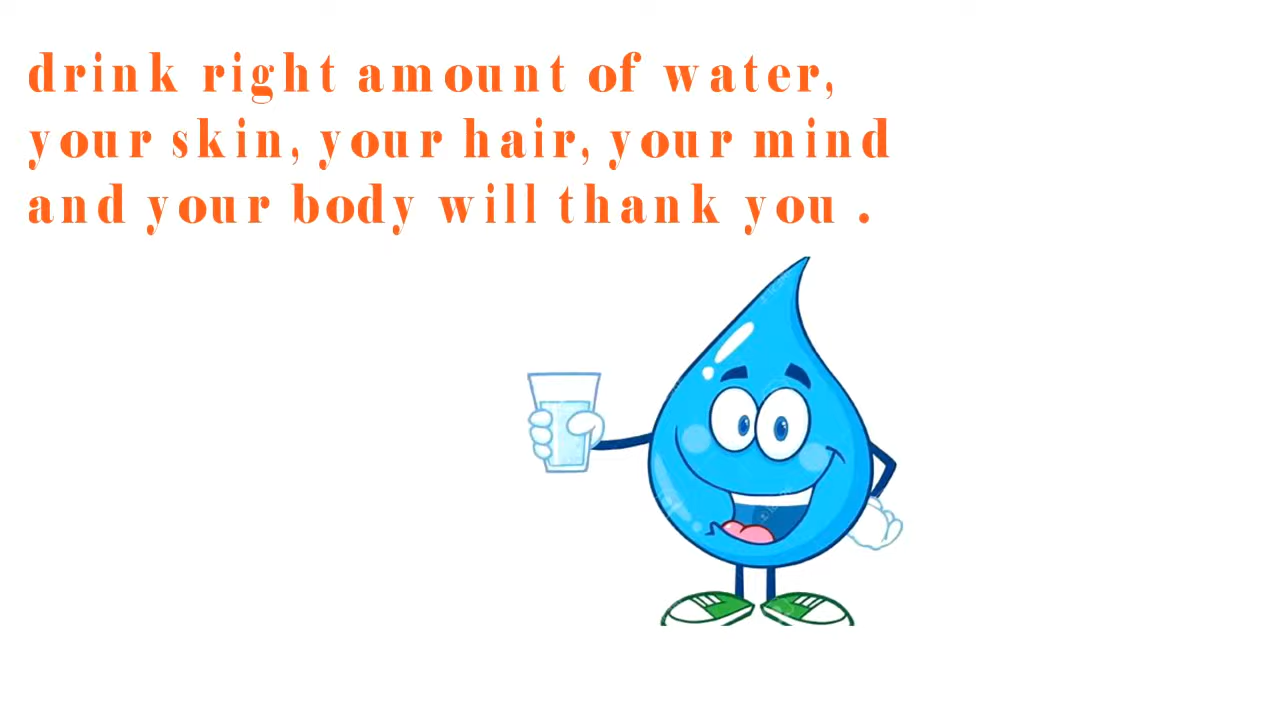 drink right amount of water,
your skin, your hair, your mind
and your body will thank you .